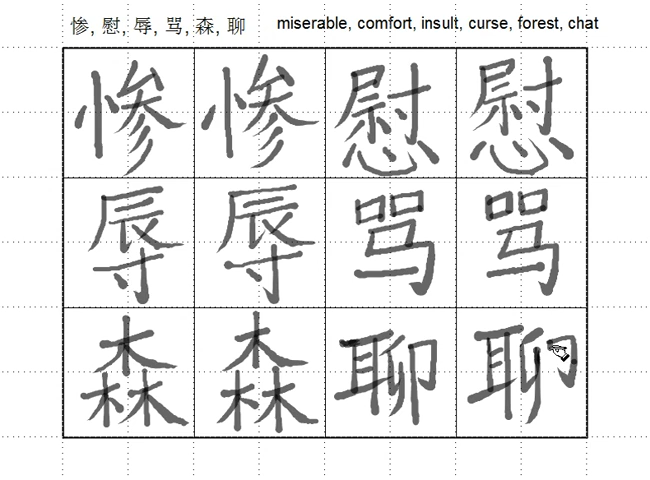 惨, 慰, 辱, 骂, 森, 聊 miserable, comfort, insult, curse, forest, chat
惨 惨 慰 慰
辱 辱 骂 骂
森 森 聊 聊